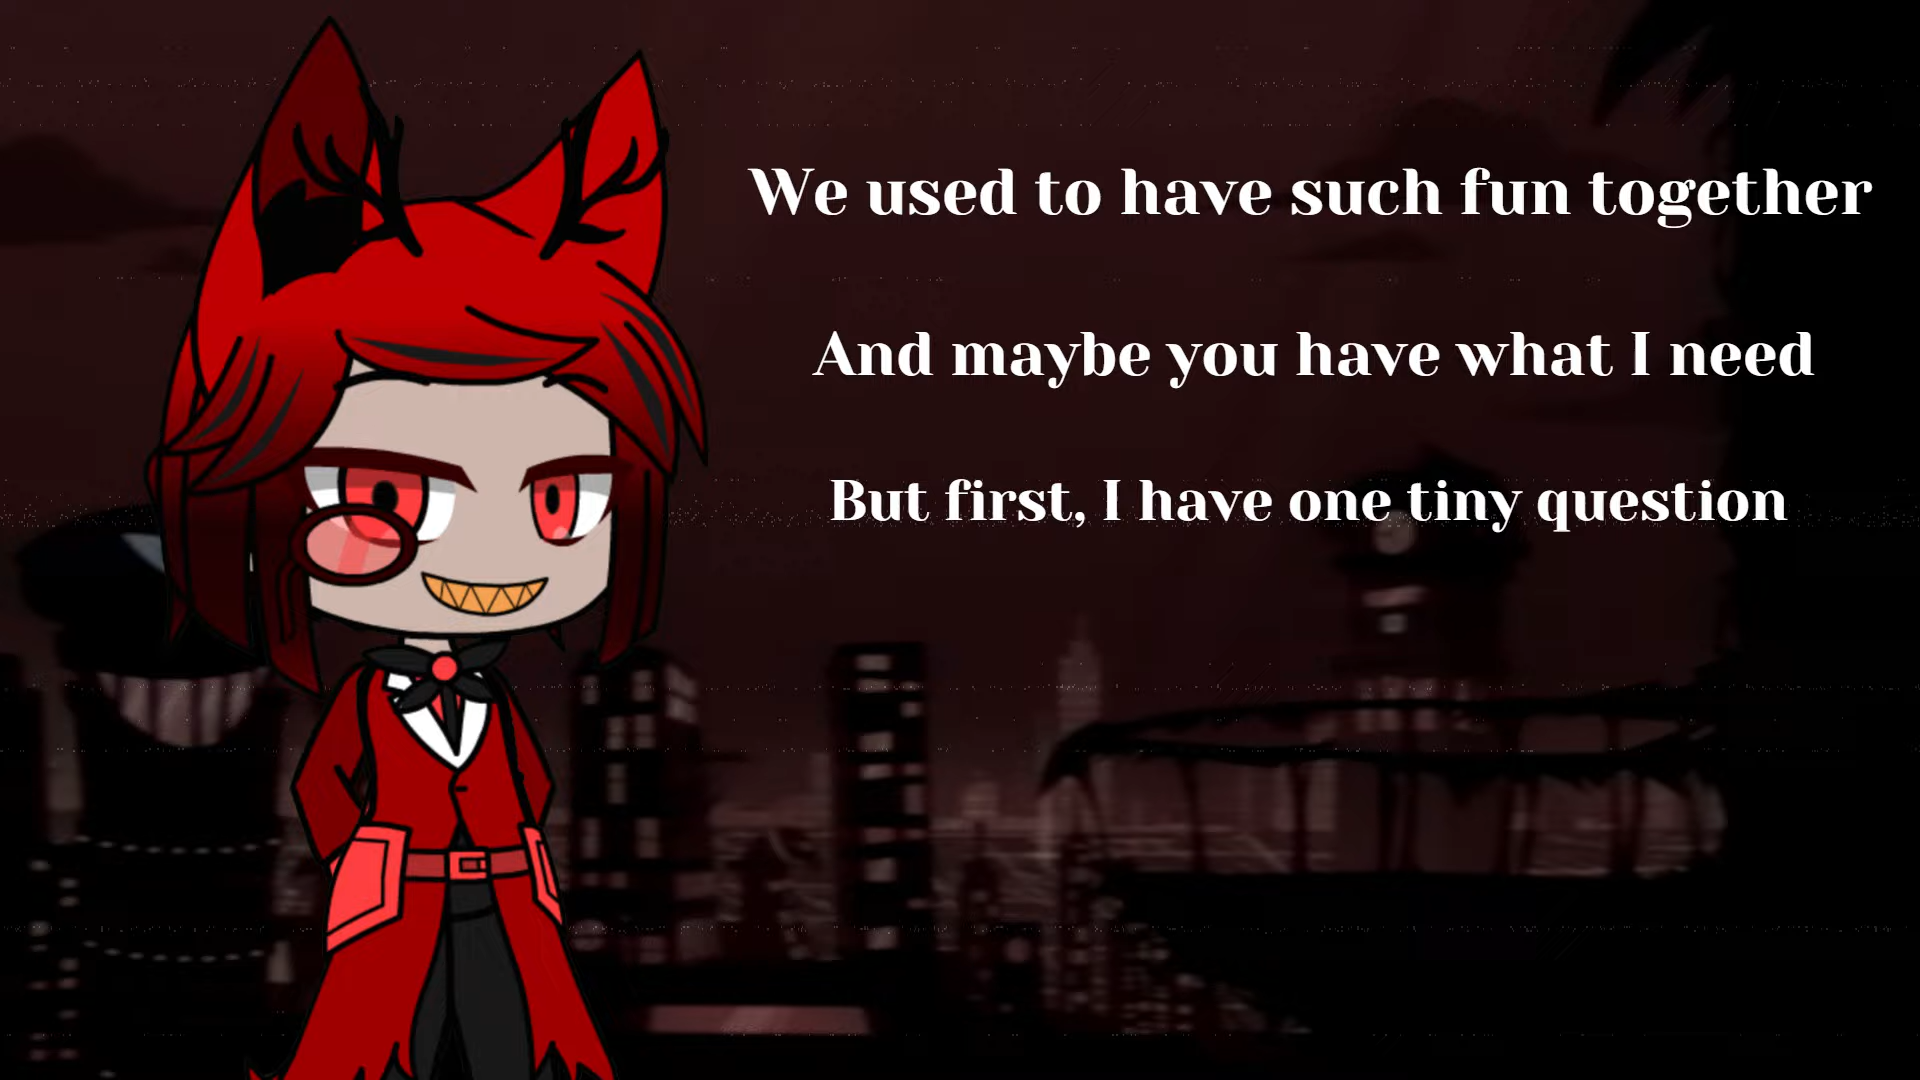 We used to have such fun together
And maybe you have what I need
But first, I have one tiny question